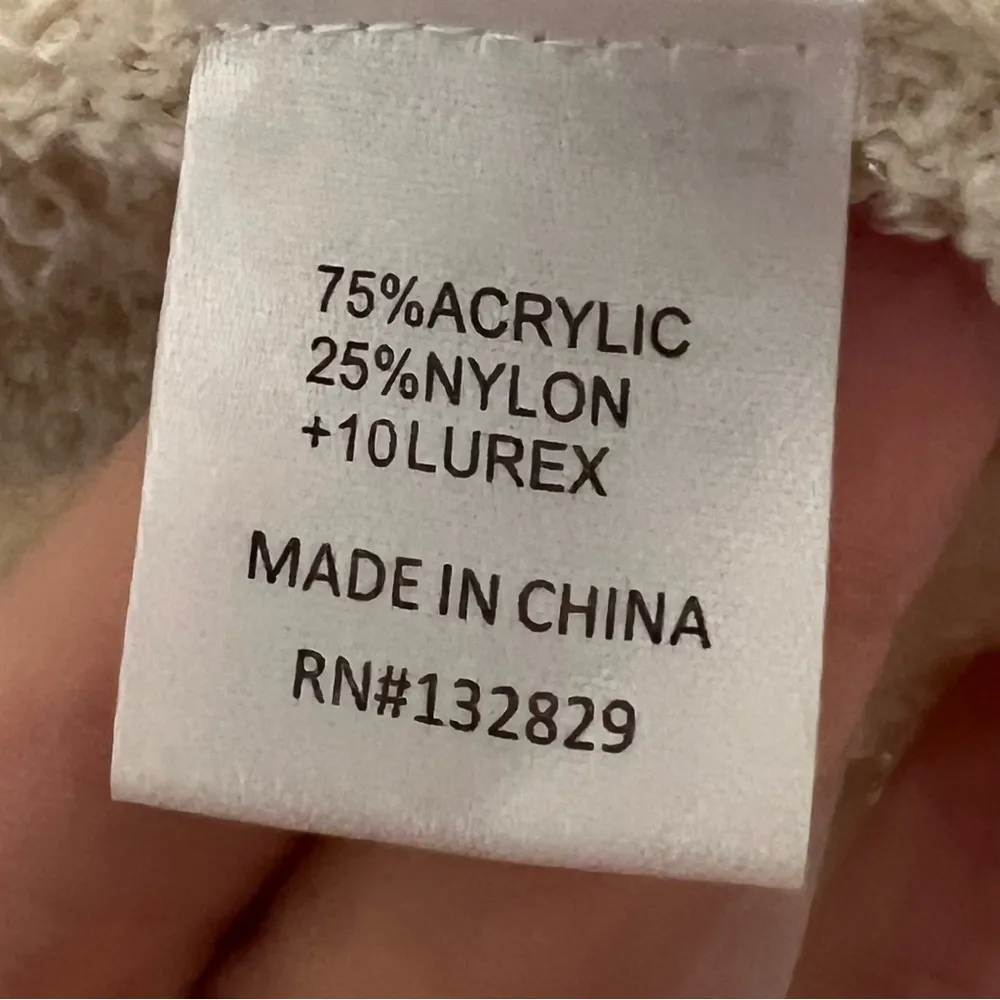 75%ACRYLIC
25%NYLON
+10LUREX
MADE IN CHINA
RN#132829